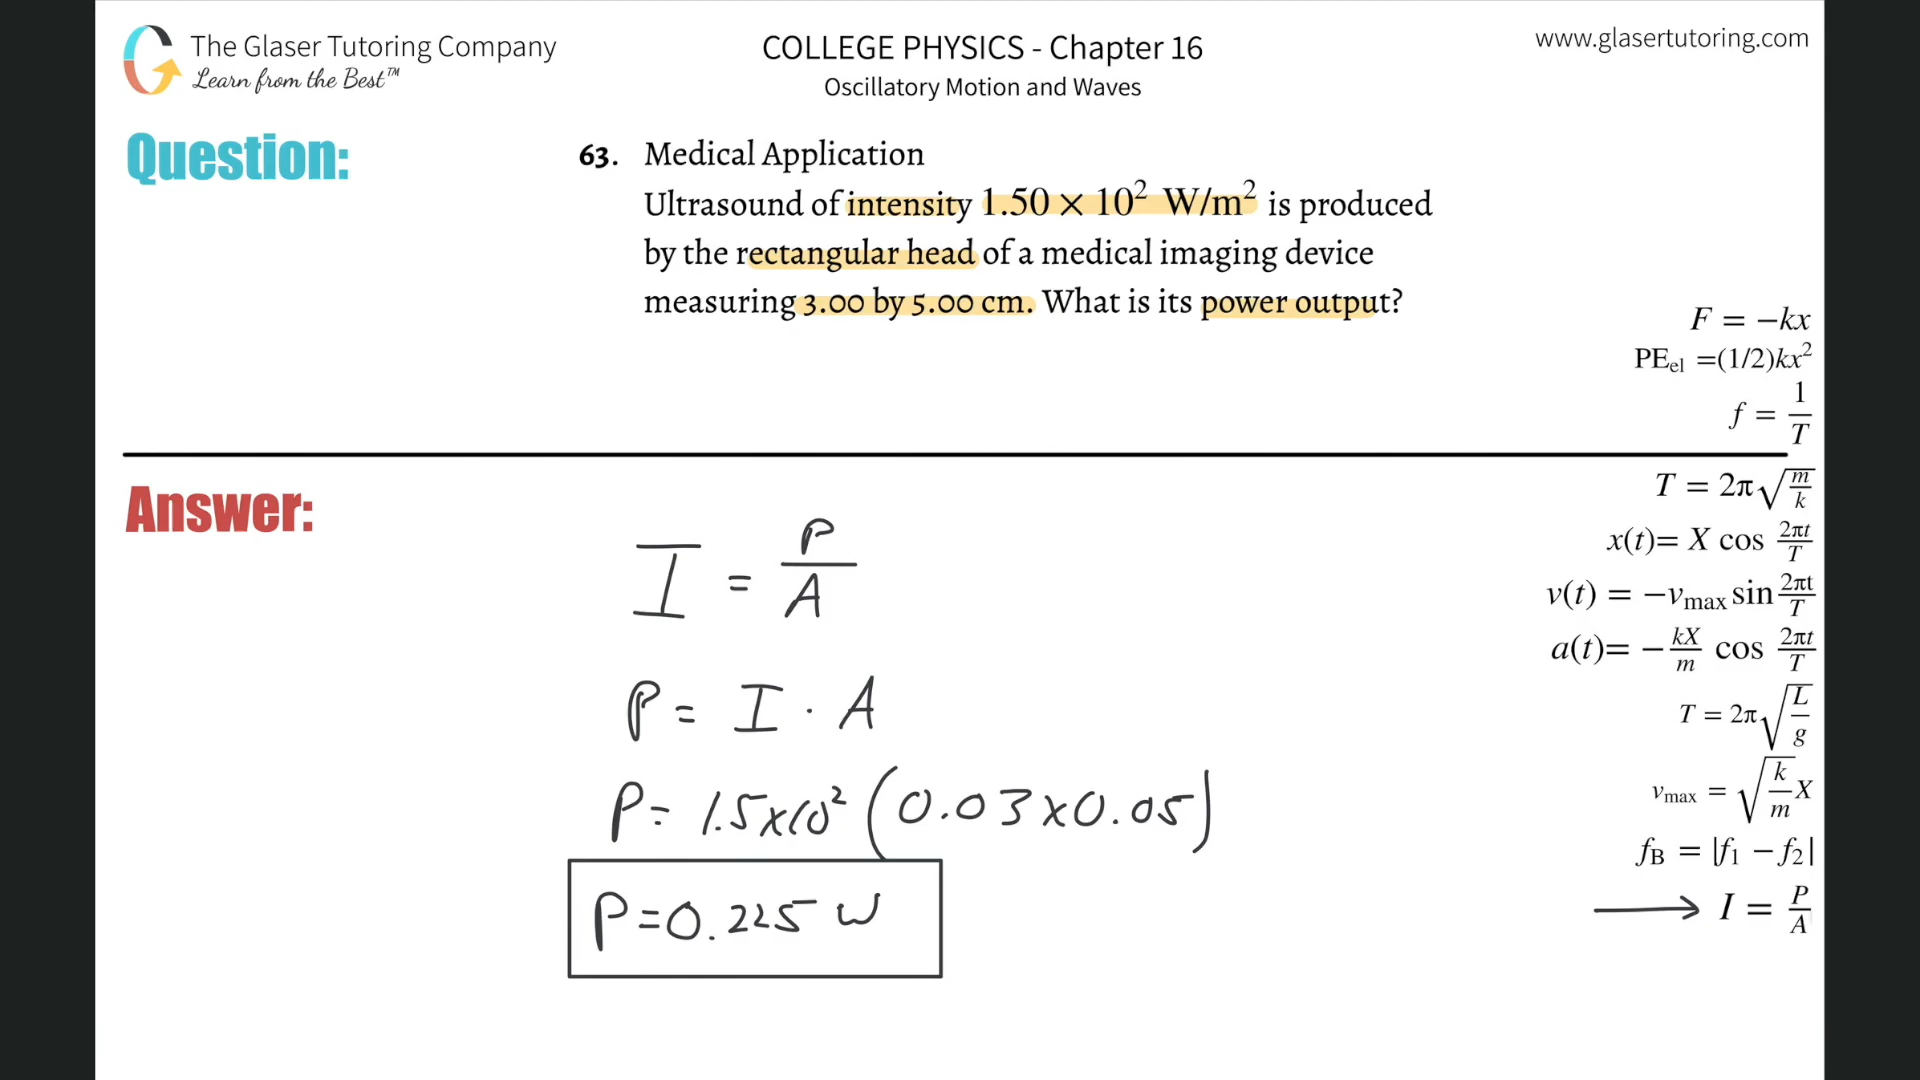 The Glaser Tutoring Company
Learn from the Best™
COLLEGE PHYSICS - Chapter 16
Oscillatory Motion and Waves
www.glasertutoring.com
Question:
63. Medical Application
Ultrasound of intensity 1.50 × 10² W/m² is produced
by the rectangular head of a medical imaging device
measuring 3.00 by 5.00 cm. What is its power output?
F = −kx
PEel =(1/2)kx²
f = 1/T
Answer:
T = 2π√(m/k)
x(t)= X cos 2πt/T
v(t) = −vmax sin 2πt/T
a(t)= − kX/m cos 2πt/T
T = 2π√(L/g)
vmax = √(k/m)X
fB = |f1 − f2|
→ I = P/A
I = P/A
P = I · A
P = 1.5x10² (0.03x0.05)
P=0.225 W